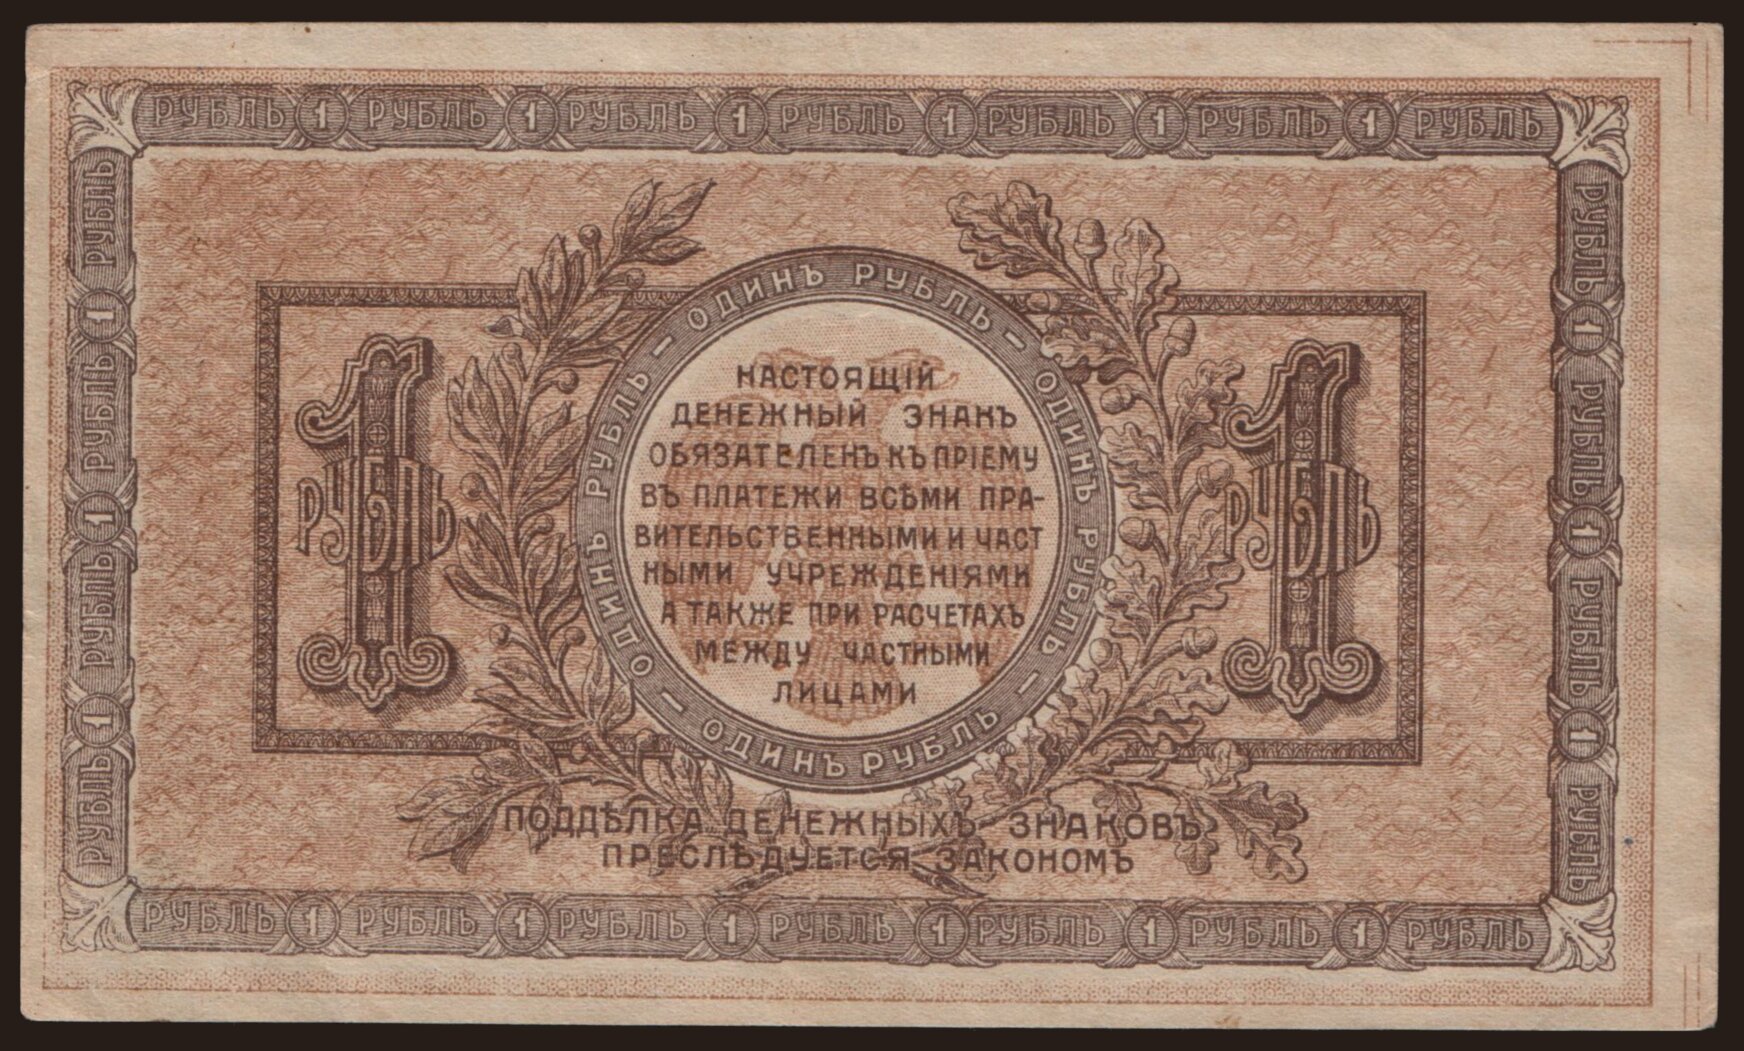 РУБЛЬ 1 РУБЛЬ 1 РУБЛЬ 1 РУБЛЬ 1 РУБЛЬ 1 РУБЛЬ 1 РУБЛЬ
РУБЛЬ 1 РУБЛЬ 1 РУБЛЬ 1 РУБЛЬ
ОДИНЪ РУБЛЬ — ОДИНЪ РУБЛЬ — ОДИНЪ РУБЛЬ — ОДИНЪ РУБЛЬ —
1
РУБЛЬ
НАСТОЯЩІЙ
ДЕНЕЖНЫЙ ЗНАКЪ
ОБЯЗАТЕЛЕНЪ КЪ ПРІЕМУ
ВЪ ПЛАТЕЖИ ВСѢМИ ПРА-
ВИТЕЛЬСТВЕННЫМИ И ЧАСТ
НЫМИ УЧРЕЖДЕНІЯМИ
А ТАКЖЕ ПРИ РАСЧЕТАХЪ
МЕЖДУ ЧАСТНЫМИ
ЛИЦАМИ
1
РУБЛЬ
РУБЛЬ 1 РУБЛЬ 1 РУБЛЬ 1 РУБЛЬ
ПОДДѢЛКА ДЕНЕЖНЫХЪ ЗНАКОВЪ
ПРЕСЛѢДУЕТСЯ ЗАКОНОМЪ
РУБЛЬ 1 РУБЛЬ 1 РУБЛЬ 1 РУБЛЬ 1 РУБЛЬ 1 РУБЛЬ 1 РУБЛЬ